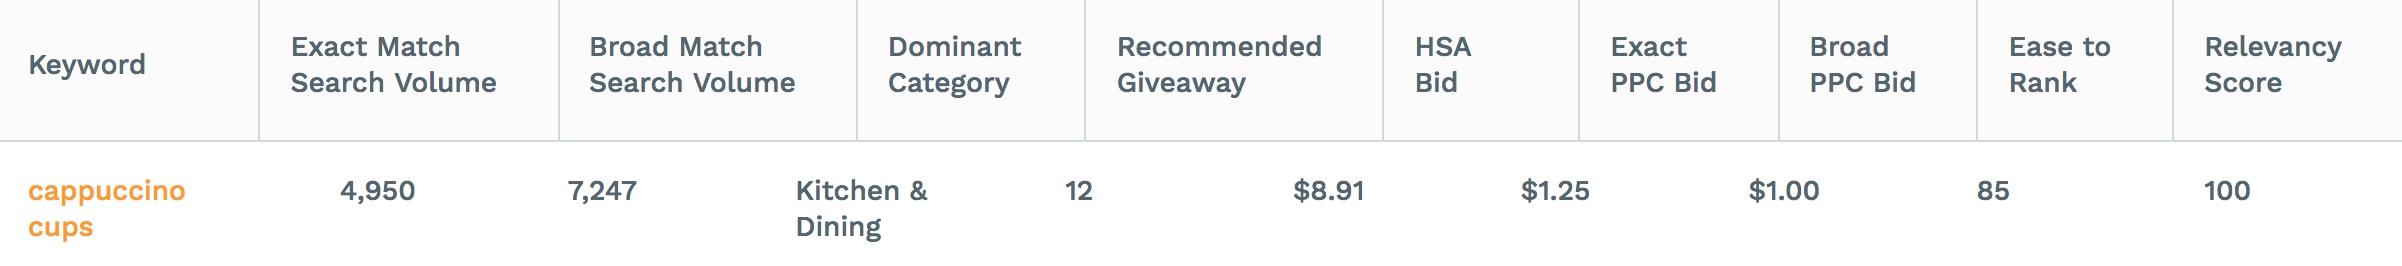 Keyword
Exact Match
Search Volume
Broad Match
Search Volume
Dominant
Category
Recommended
Giveaway
HSA
Bid
Exact
PPC Bid
Broad
PPC Bid
Ease to
Rank
Relevancy
Score
cappuccino
cups
4,950
7,247
Kitchen &
Dining
12
$8.91
$1.25
$1.00
85
100